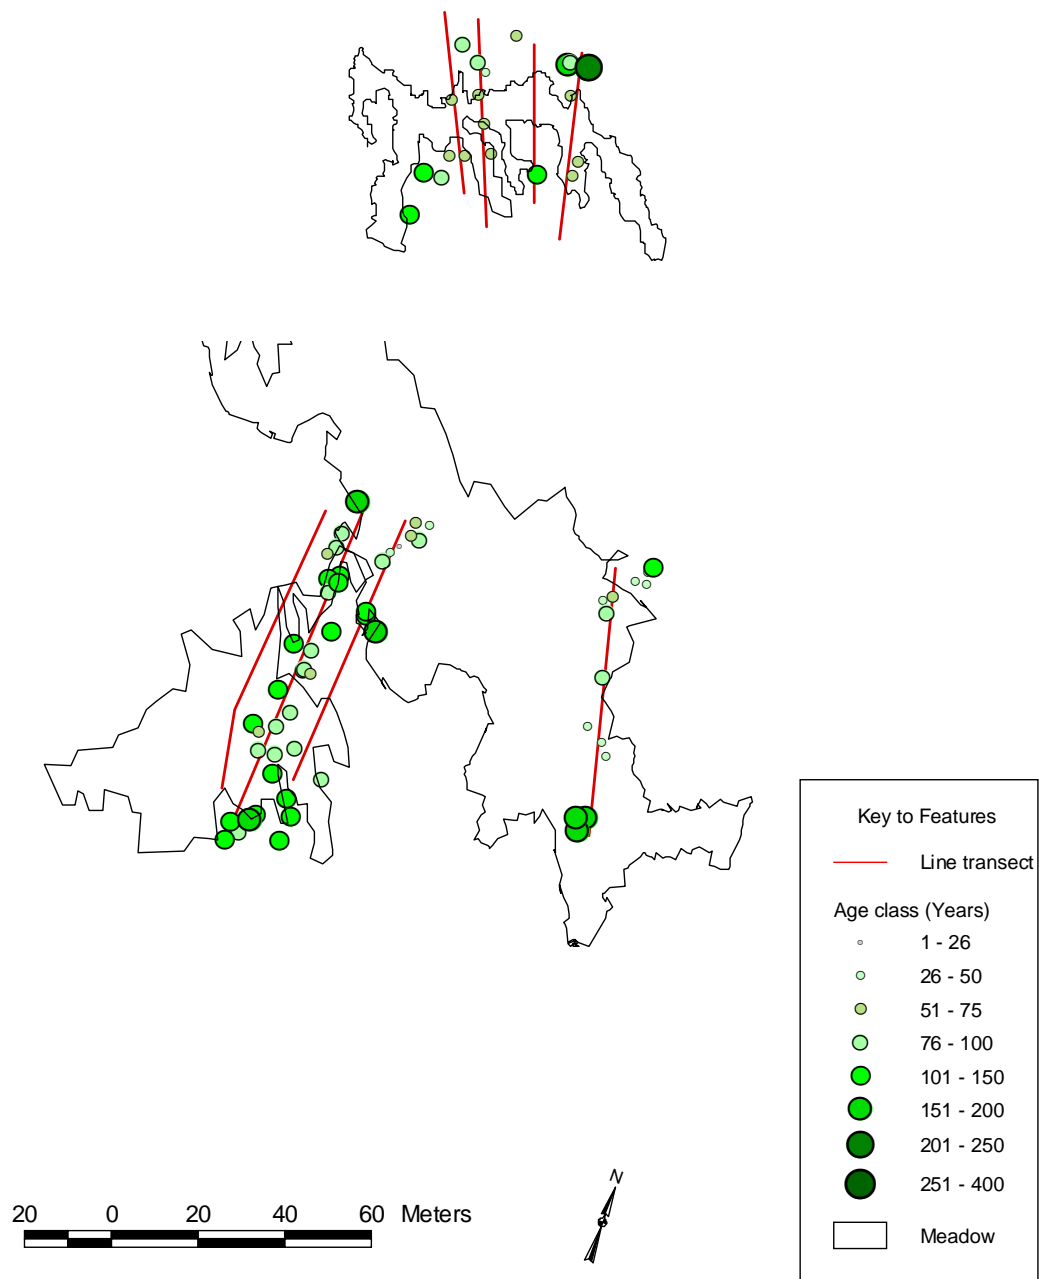 Key to Features
Line transect
Age class (Years)
1 - 26
26 - 50
51 - 75
76 - 100
101 - 150
151 - 200
201 - 250
251 - 400
Meadow
N
20 0 20 40 60 Meters